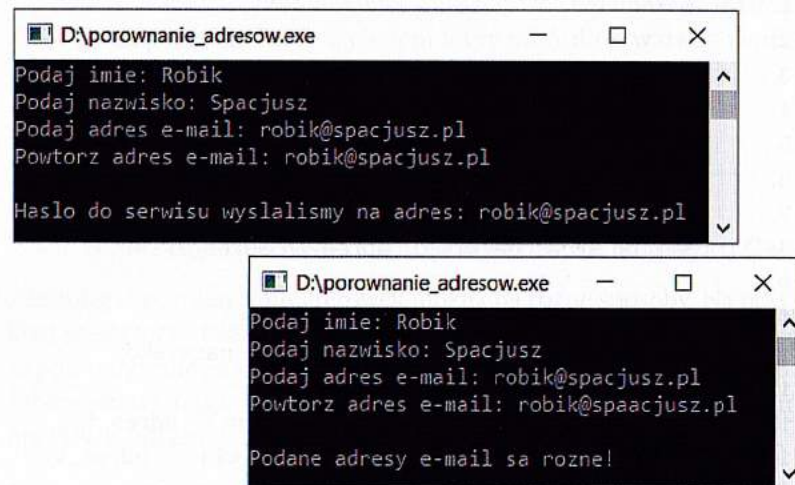 D:\porownanie_adresow.exe
Podaj imie: Robik
Podaj nazwisko: Spacjusz
Podaj adres e-mail: robik@spacjusz.pl
Powtorz adres e-mail: robik@spacjusz.pl
Haslo do serwisu wyslalismy na adres: robik@spacjusz.pl
D:\porownanie_adresow.exe
Podaj imie: Robik
Podaj nazwisko: Spacjusz
Podaj adres e-mail: robik@spacjusz.pl
Powtorz adres e-mail: robik@spaacjusz.pl
Podane adresy e-mail sa rozne!